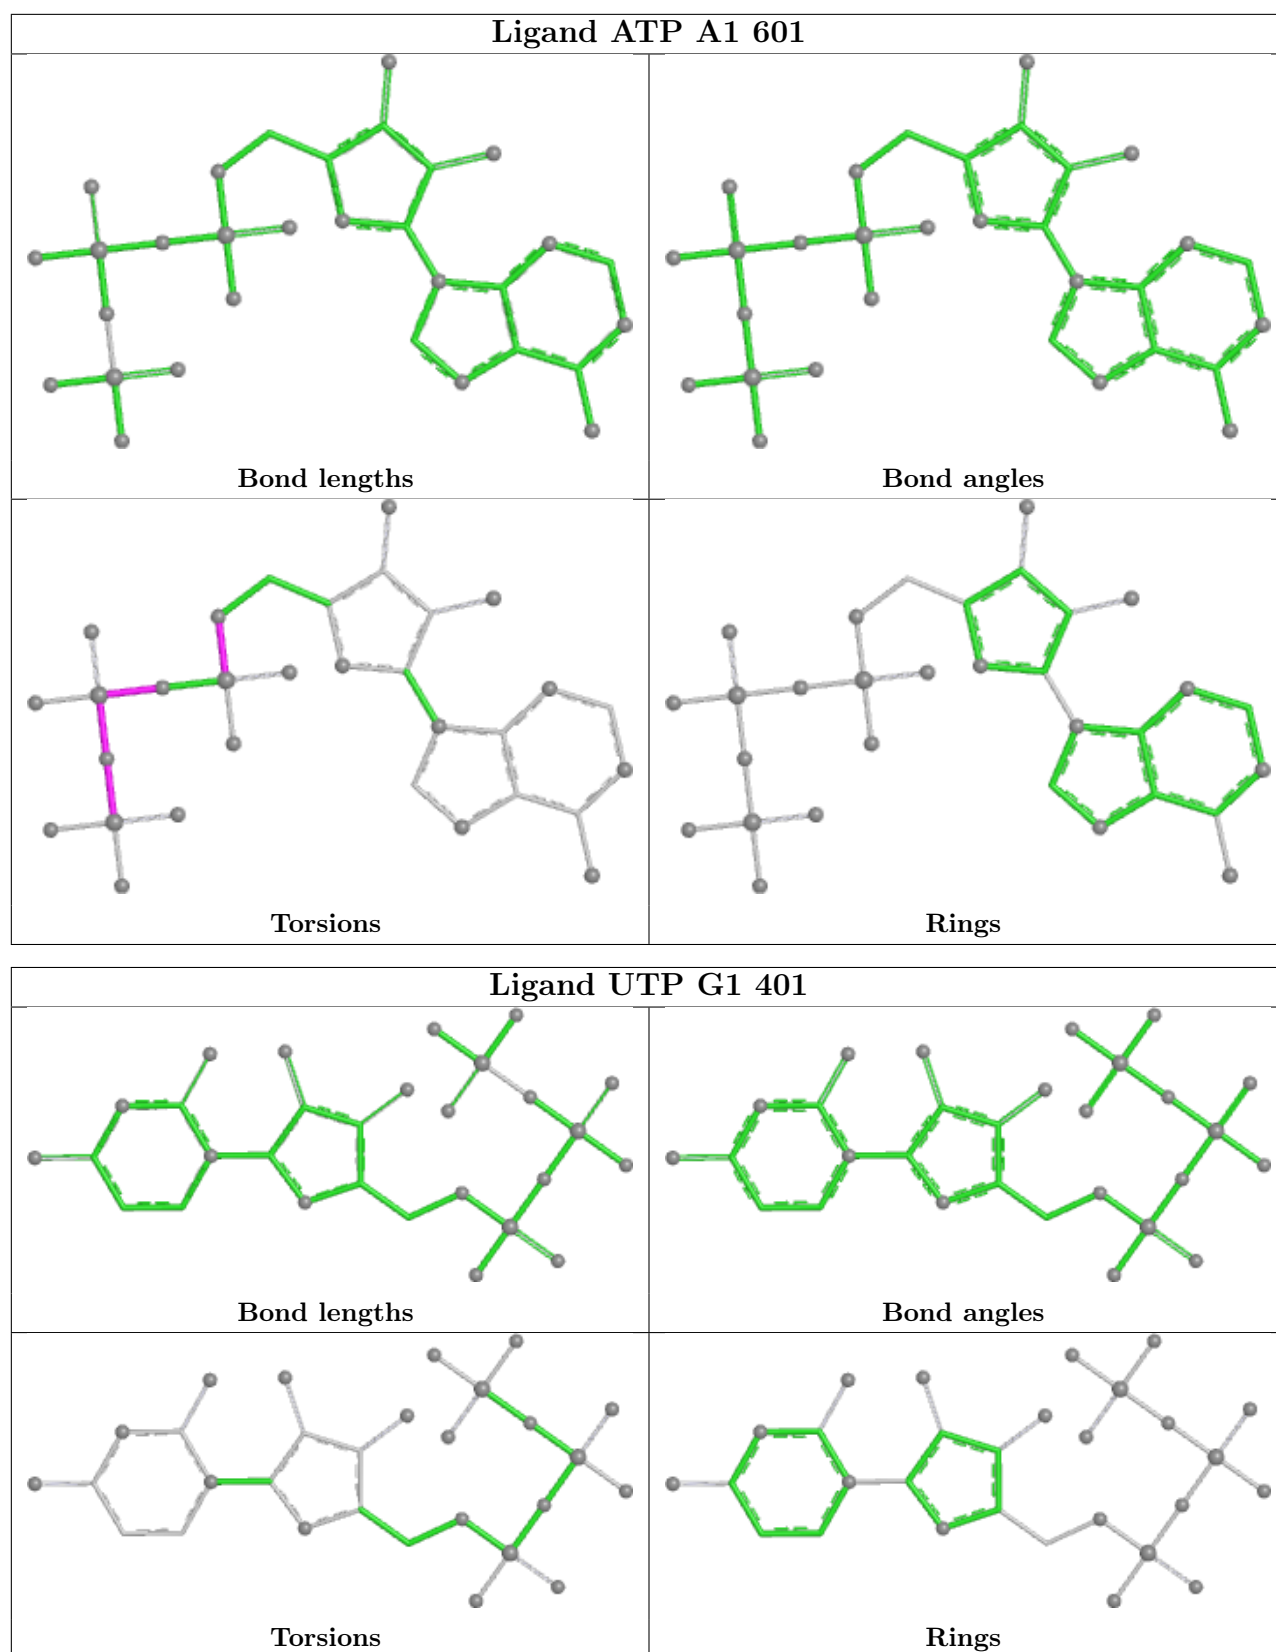 Ligand ATP A1 601
Bond lengths
Bond angles
Torsions
Rings
Ligand UTP G1 401
Bond lengths
Bond angles
Torsions
Rings